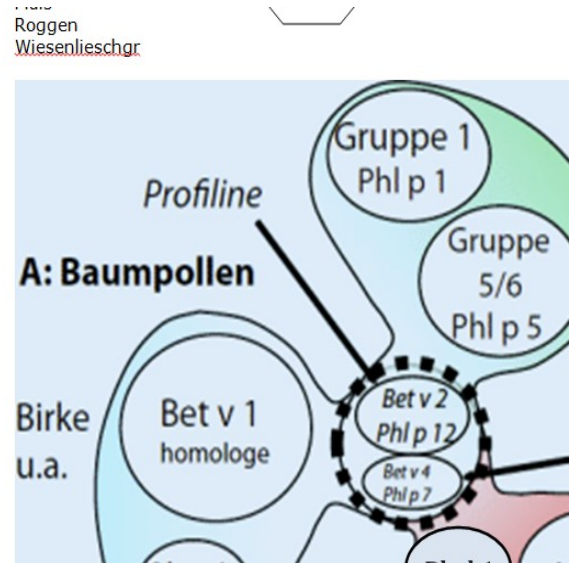 Roggen
Wiesenlieschgr
Gruppe 1
Phl p 1
Profiline
Gruppe
5/6
Phl p 5
A: Baumpollen
Bet v 2
Phl p 12
Birke
u.a.
Bet v 1
homologe
Bet v 4
Phl p 7